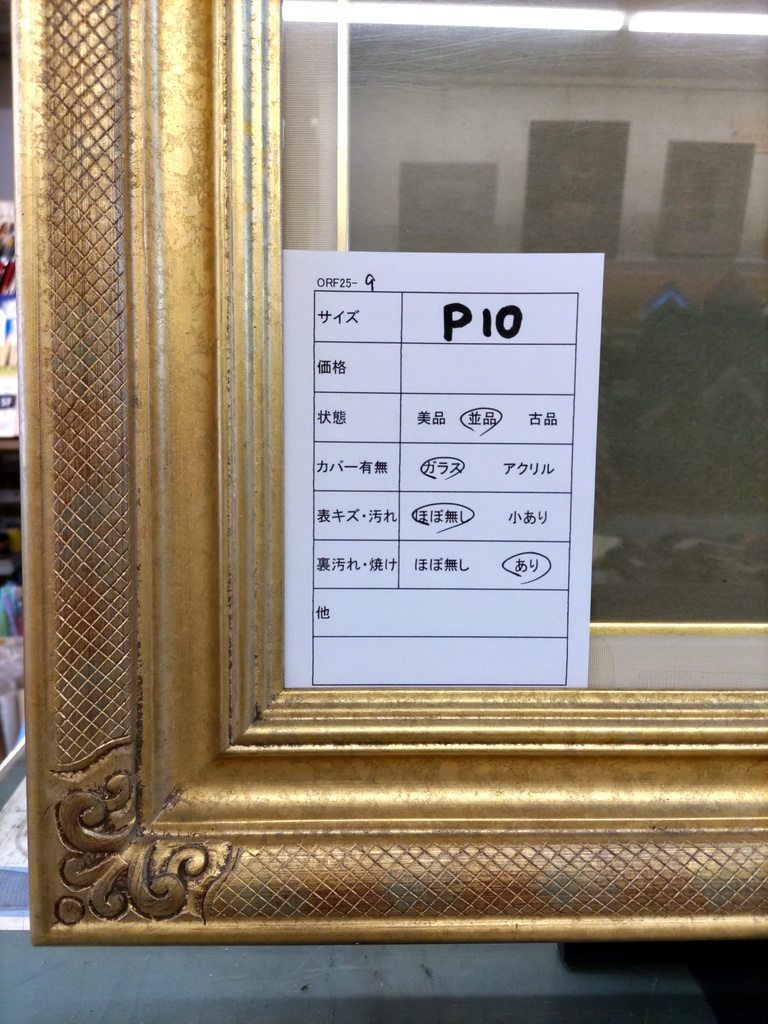 ORF25-9
サイズ P10
価格
状態 美品 並品 古品
カバー有無 ガラス アクリル
表キズ・汚れ ほぼ無し 小あり
裏汚れ・焼け ほぼ無し あり
他